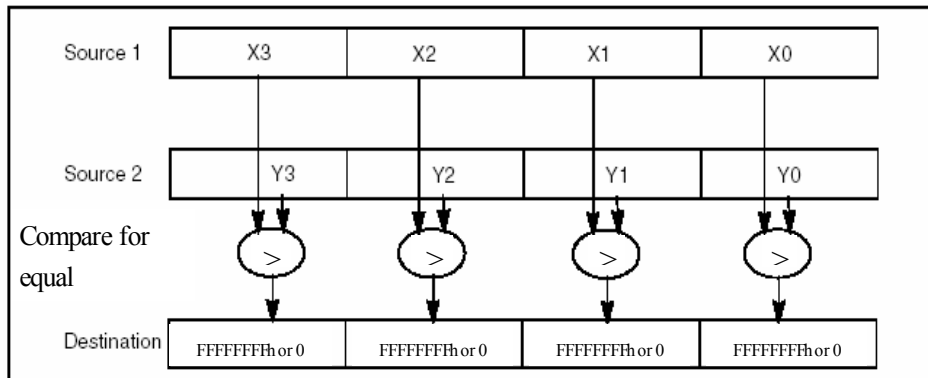 Source 1 X3 X2 X1 X0
Source 2 Y3 Y2 Y1 Y0
Compare for
equal
> > > >
Destination FFFFFFFFh or 0 FFFFFFFFh or 0 FFFFFFFFh or 0 FFFFFFFFh or 0